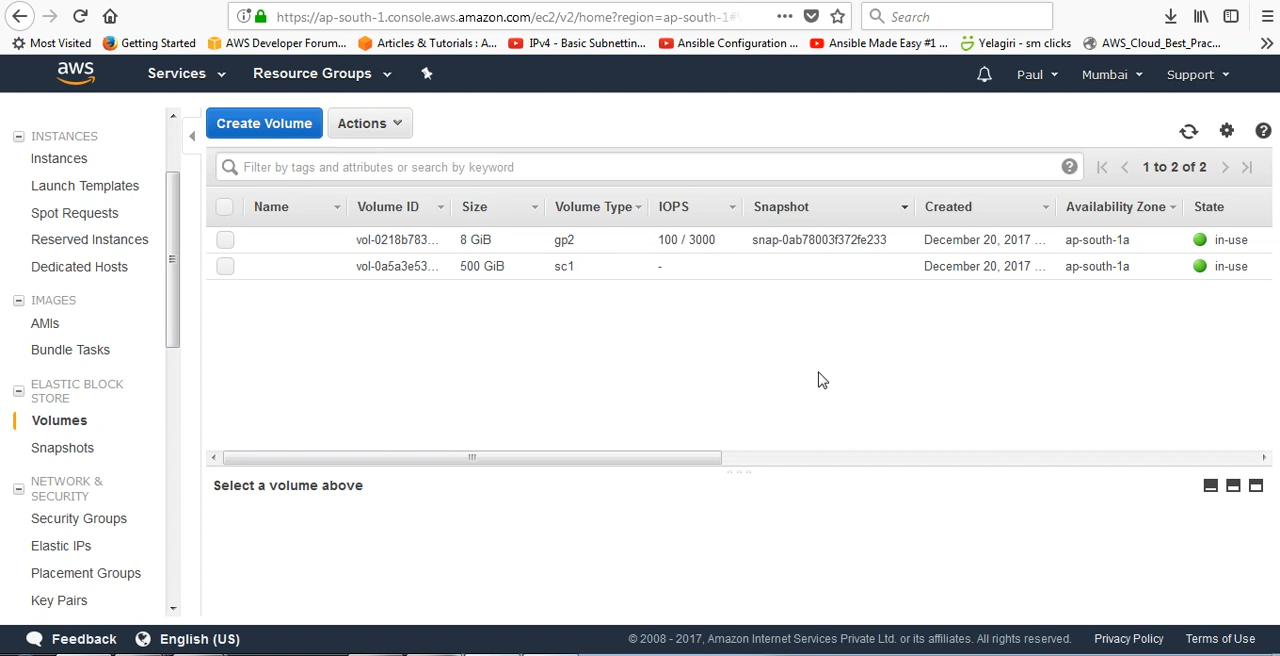 https://ap-south-1.console.aws.amazon.com/ec2/v2/home?region=ap-south-1#
Search
Most Visited
Getting Started
AWS Developer Forum...
Articles & Tutorials : A...
IPv4 - Basic Subnettin...
Ansible Configuration ...
Ansible Made Easy #1 ...
Yelagiri - sm clicks
AWS_Cloud_Best_Prac...
aws
Services
Resource Groups
Paul
Mumbai
Support
INSTANCES
Instances
Launch Templates
Spot Requests
Reserved Instances
Dedicated Hosts
IMAGES
AMIs
Bundle Tasks
ELASTIC BLOCK
STORE
Volumes
Snapshots
NETWORK &
SECURITY
Security Groups
Elastic IPs
Placement Groups
Key Pairs
Create Volume
Actions
Filter by tags and attributes or search by keyword
1 to 2 of 2
Name Volume ID Size Volume Type IOPS Snapshot Created Availability Zone State
vol-0218b783... 8 GiB gp2 100 / 3000 snap-0ab78003f372fe233 December 20, 2017 ... ap-south-1a in-use
vol-0a5a3e53... 500 GiB sc1 - December 20, 2017 ... ap-south-1a in-use
Select a volume above
Feedback
English (US)
© 2008 - 2017, Amazon Internet Services Private Ltd. or its affiliates. All rights reserved.
Privacy Policy
Terms of Use